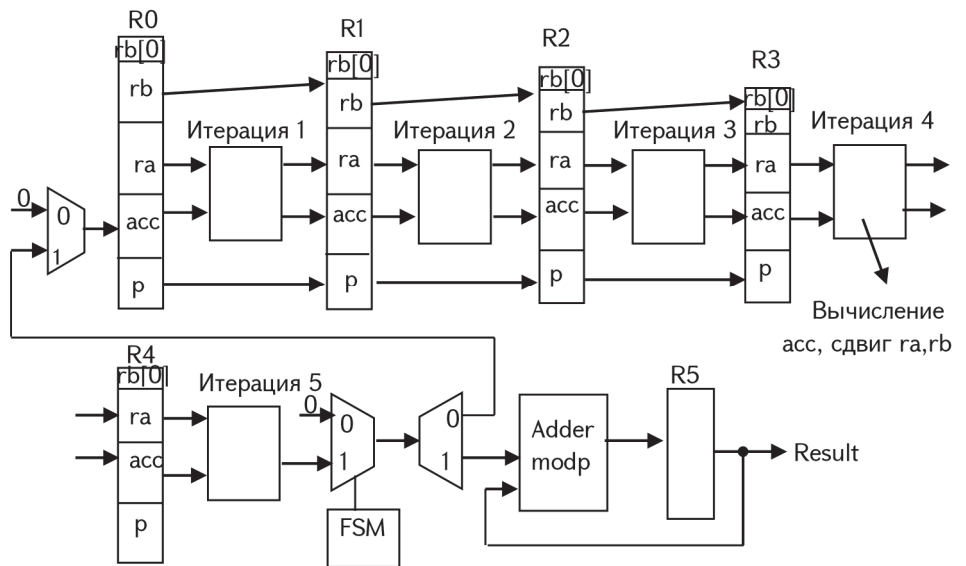 R0
R1
R2
R3
rb[0]
rb[0]
rb[0]
rb[0]
rb
rb
rb
rb
Итерация 1
Итерация 2
Итерация 3
Итерация 4
ra
ra
ra
ra
0
0
1
acc
acc
acc
acc
p
p
p
p
Вычисление
acc, сдвиг ra,rb
R4
rb[0]
Итерация 5
R5
0
ra
0
1
0
1
Adder
modp
acc
Result
p
FSM